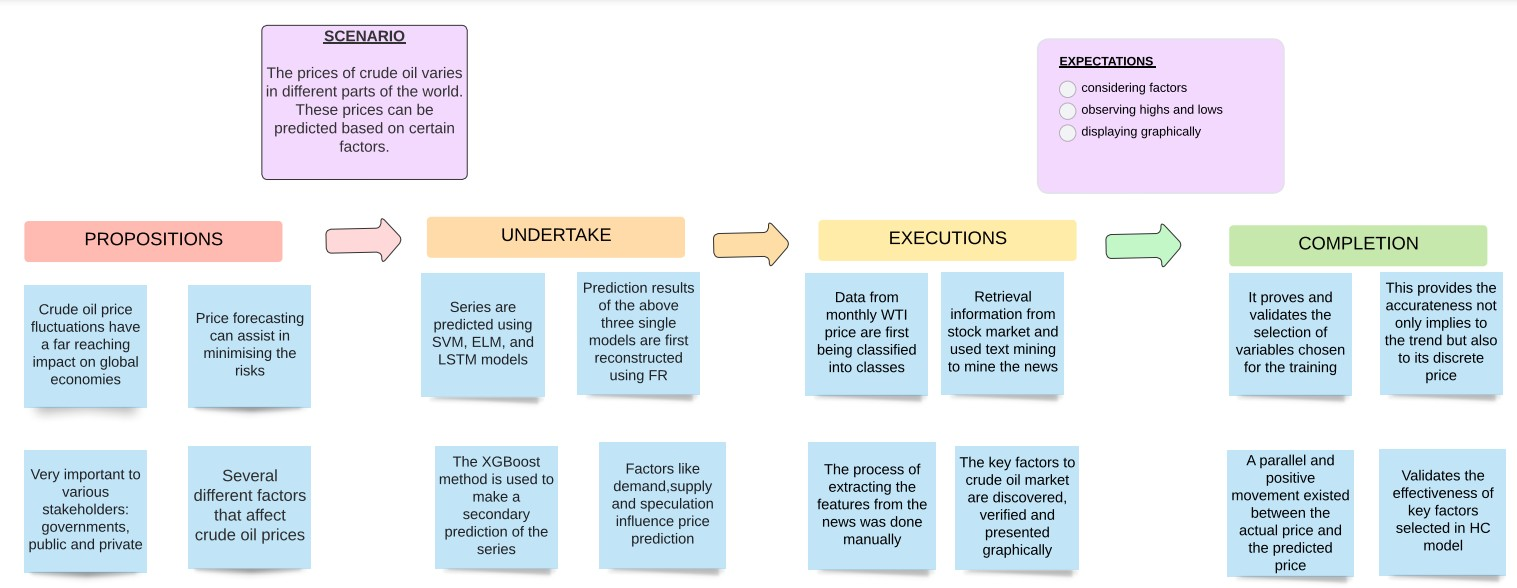 SCENARIO
The prices of crude oil varies
in different parts of the world.
These prices can be
predicted based on certain
factors.
EXPECTATIONS
considering factors
observing highs and lows
displaying graphically
PROPOSITIONS
UNDERTAKE
EXECUTIONS
COMPLETION
Crude oil price
fluctuations have
a far reaching
impact on global
economies
Price forecasting
can assist in
minimising the
risks
Very important to
various
stakeholders:
governments,
public and private
Several
different factors
that affect
crude oil prices
Series are
predicted using
SVM, ELM, and
LSTM models
Prediction results
of the above
three single
models are first
reconstructed
using FR
The XGBoost
method is used to
make a
secondary
prediction of the
series
Factors like
demand,supply
and speculation
influence price
prediction
Data from
monthly WTI
price are first
being classified
into classes
Retrieval
information from
stock market and
used text mining
to mine the news
The process of
extracting the
features from the
news was done
manually
The key factors to
crude oil market
are discovered,
verified and
presented
graphically
It proves and
validates the
selection of
variables chosen
for the training
This provides the
accurateness not
only implies to
the trend but also
to its discrete
price
A parallel and
positive
movement existed
between the
actual price and
the predicted
price
Validates the
effectiveness of
key factors
selected in HC
model